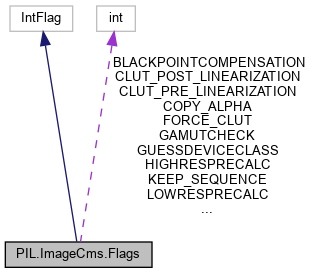 IntFlag
int
BLACKPOINTCOMPENSATION
CLUT_POST_LINEARIZATION
CLUT_PRE_LINEARIZATION
COPY_ALPHA
FORCE_CLUT
GAMUTCHECK
GUESSDEVICECLASS
HIGHRESPRECALC
KEEP_SEQUENCE
LOWRESPRECALC
...
PIL.ImageCms.Flags